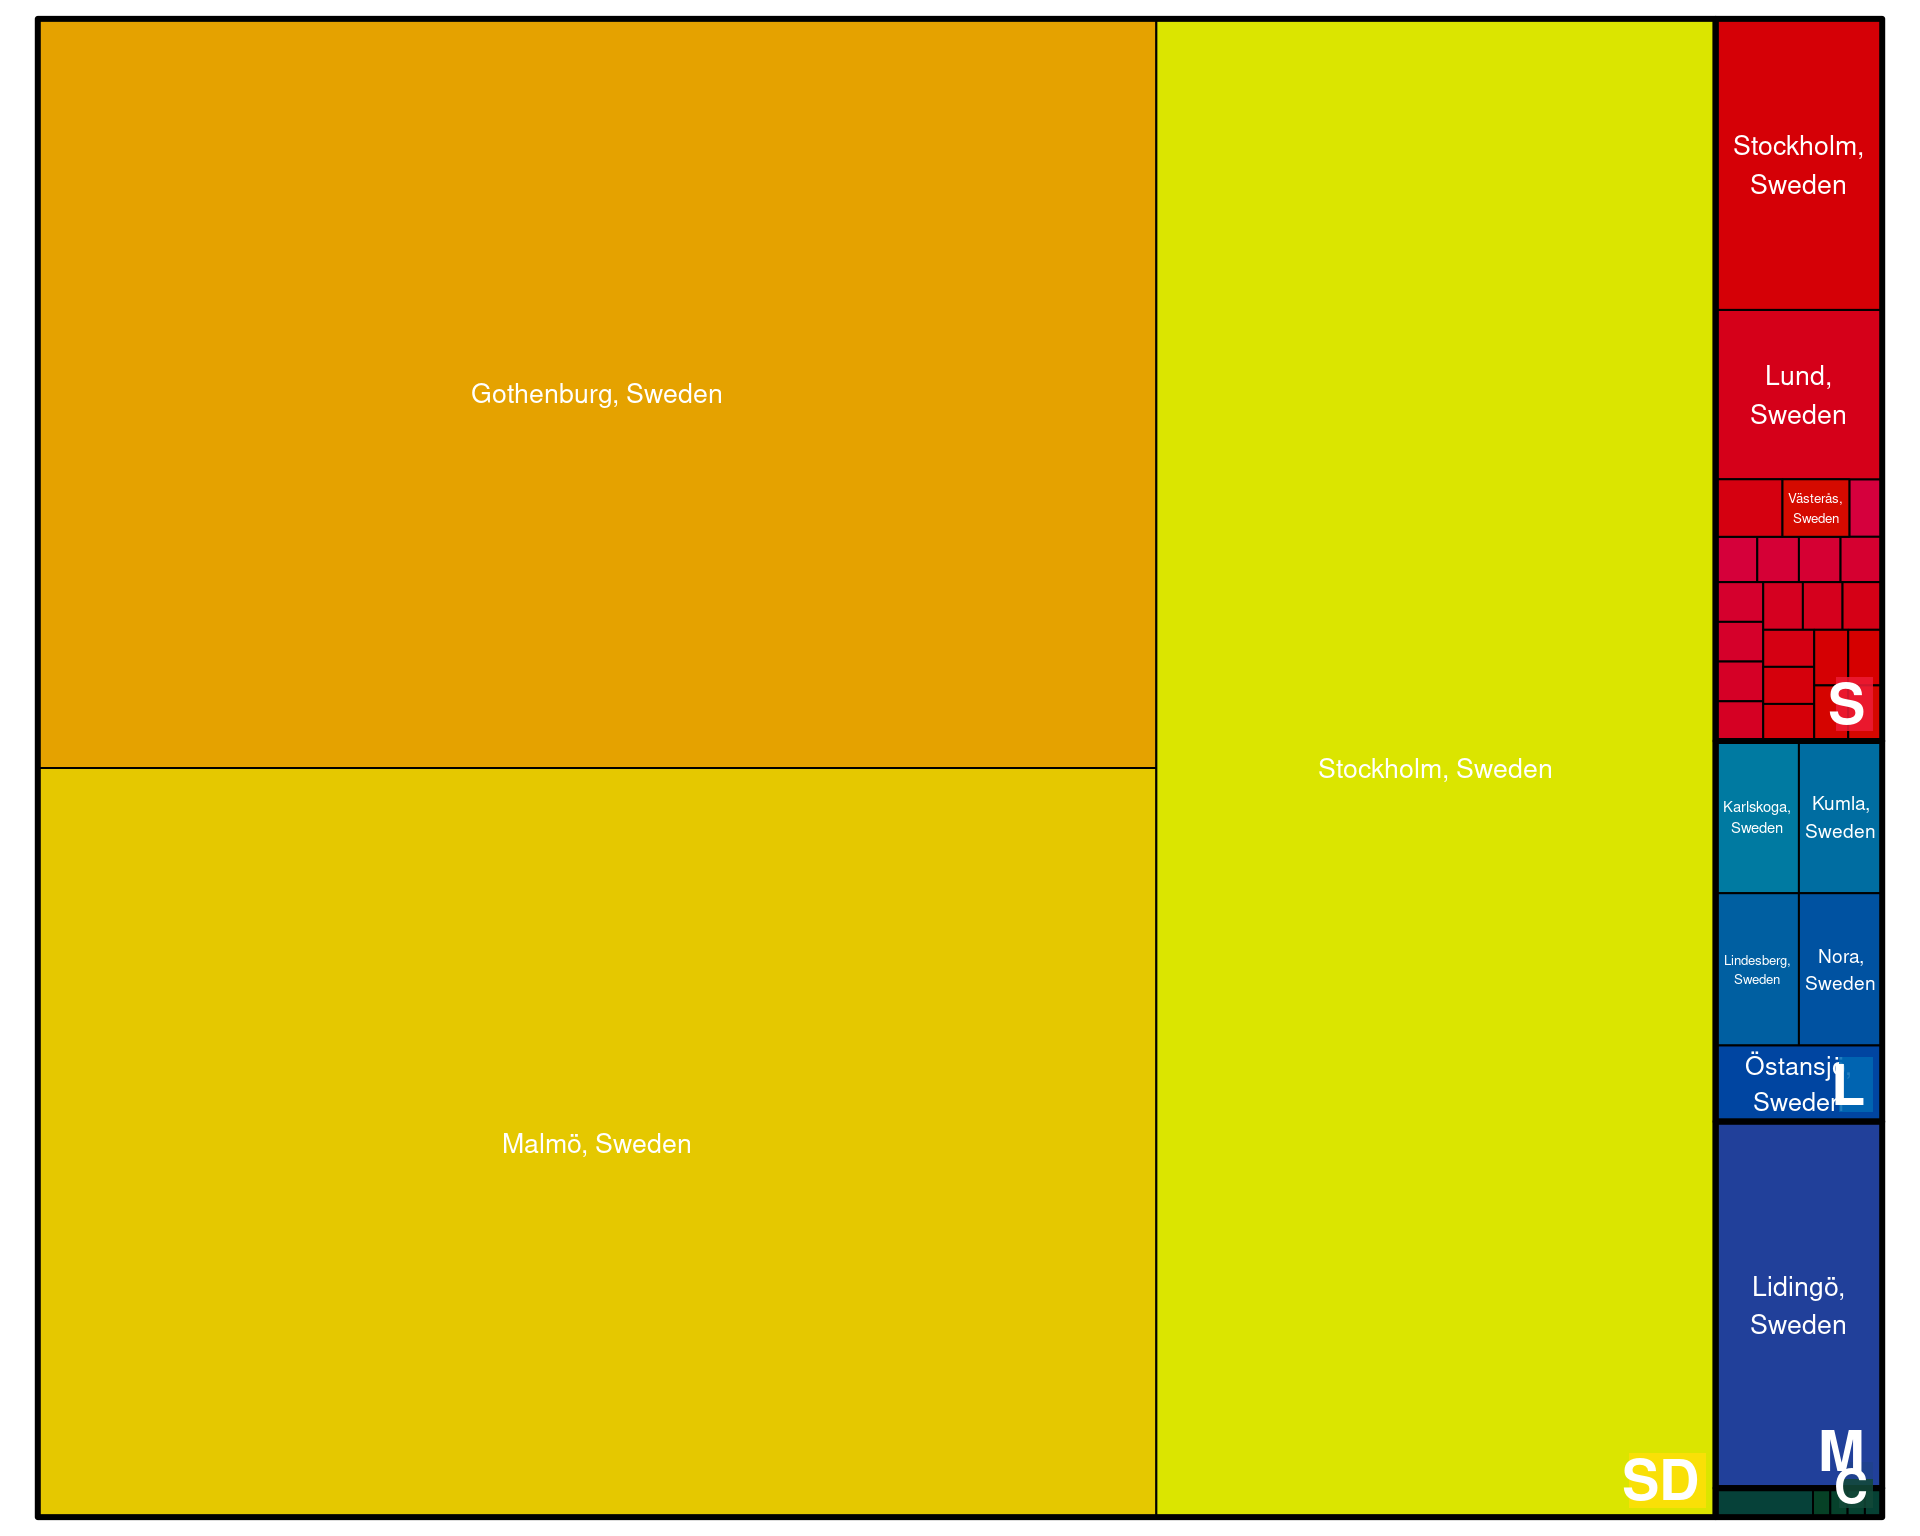 Gothenburg, Sweden
Malmö, Sweden
Stockholm, Sweden
SD
Stockholm,
Sweden
Lund,
Sweden
Västerås,
Sweden
S
Karlskoga,
Sweden
Kumla,
Sweden
Lindesberg,
Sweden
Nora,
Sweden
Östansjö,
Sweden
L
Lidingö,
Sweden
M
C